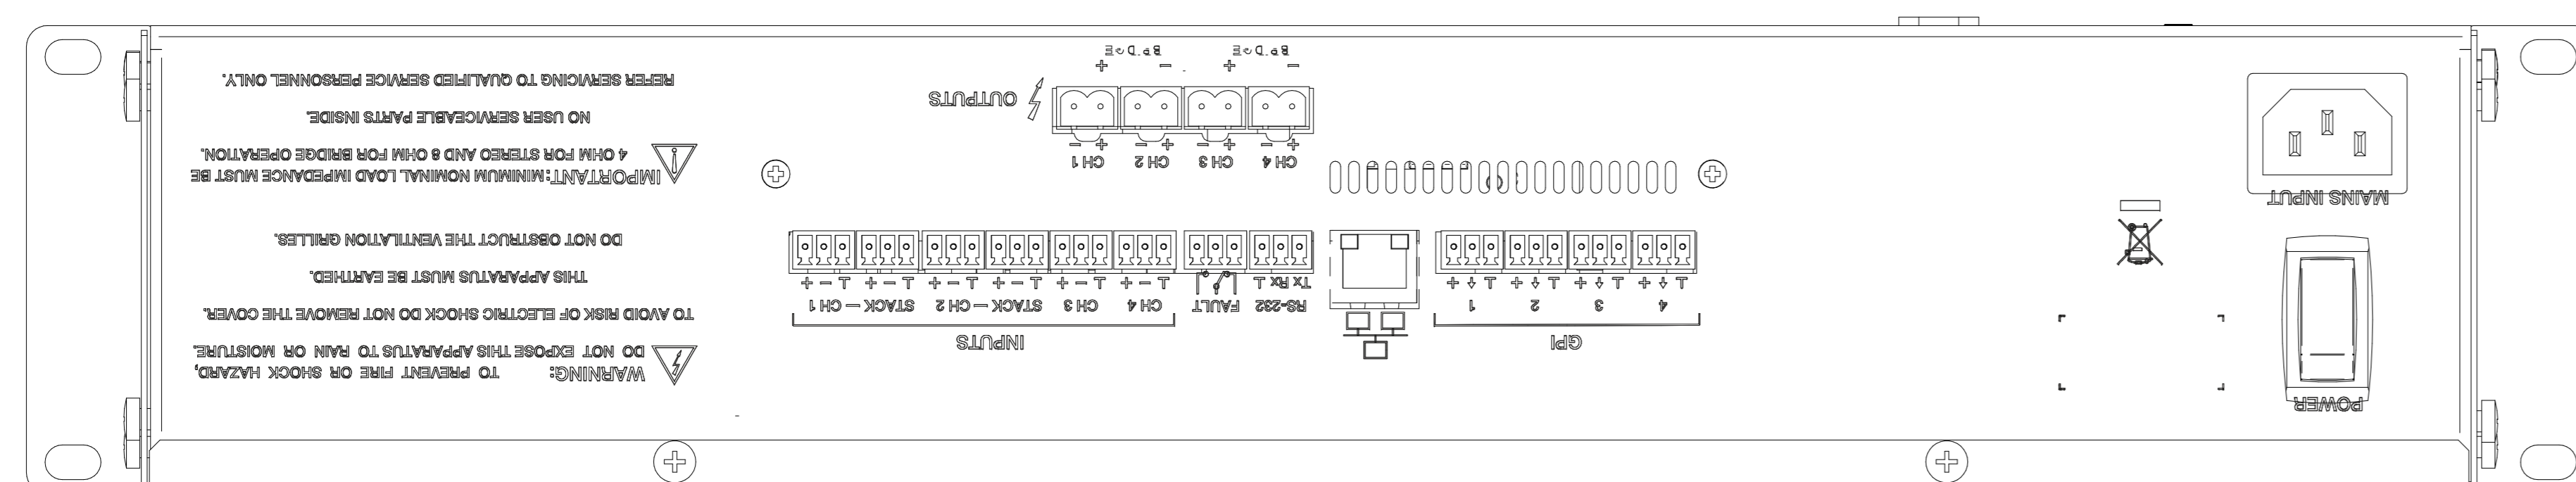 POWER
MAINS INPUT
GPI
4 3 2 1
⊥ ↑ + ⊥ ↑ + ⊥ ↑ + ⊥ ↑ +
INPUTS
RS-232 FAULT CH 4 CH 3 STACK — CH 2 STACK — CH 1
Tx Rx ⊥ ⊥ − + ⊥ − + ⊥ − + ⊥ − + ⊥ − + ⊥ − +
CH 4 CH 3 CH 2 CH 1
+ − + − + − + −
OUTPUTS
− + − +
WARNING: TO PREVENT FIRE OR SHOCK HAZARD,
DO NOT EXPOSE THIS APPARATUS TO RAIN OR MOISTURE.
TO AVOID RISK OF ELECTRIC SHOCK DO NOT REMOVE THE COVER.
THIS APPARATUS MUST BE EARTHED.
DO NOT OBSTRUCT THE VENTILATION GRILLES.
IMPORTANT: MINIMUM NOMINAL LOAD IMPEDANCE MUST BE
4 OHM FOR STEREO AND 8 OHM FOR BRIDGE OPERATION.
NO USER SERVICEABLE PARTS INSIDE.
REFER SERVICING TO QUALIFIED SERVICE PERSONNEL ONLY.